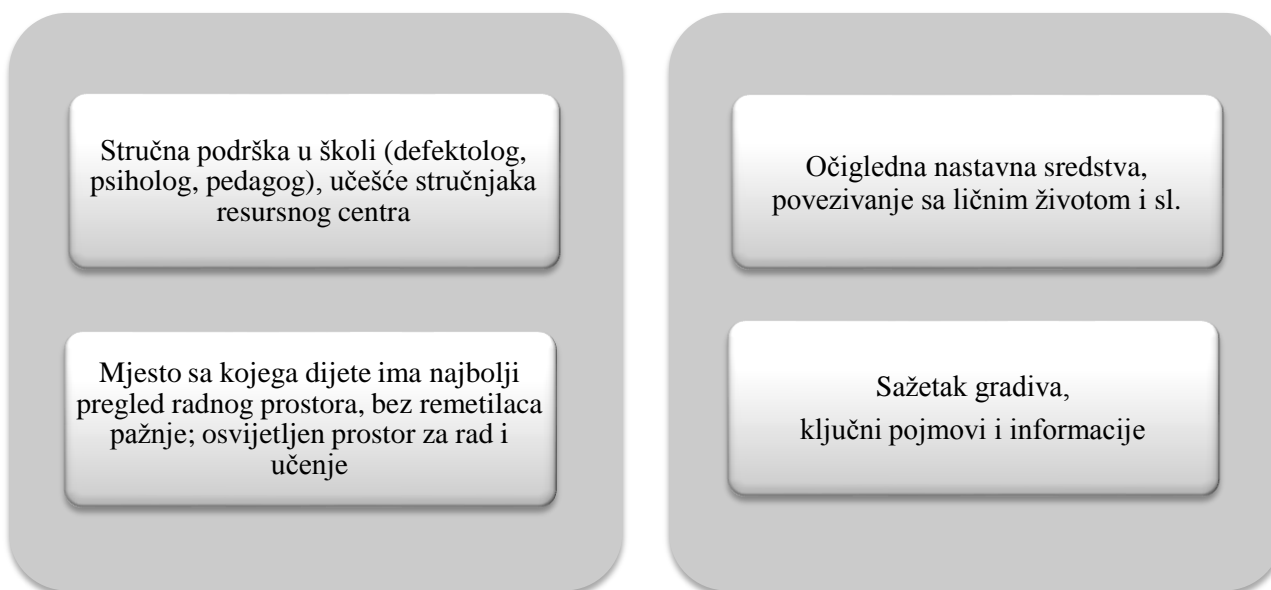 Stručna podrška u školi (defektolog,
psiholog, pedagog), učešće stručnjaka
resursnog centra
Mjesto sa kojega dijete ima najbolji
pregled radnog prostora, bez remetilaca
pažnje; osvijetljen prostor za rad i
učenje
Očigledna nastavna sredstva,
povezivanje sa ličnim životom i sl.
Sažetak gradiva,
ključni pojmovi i informacije